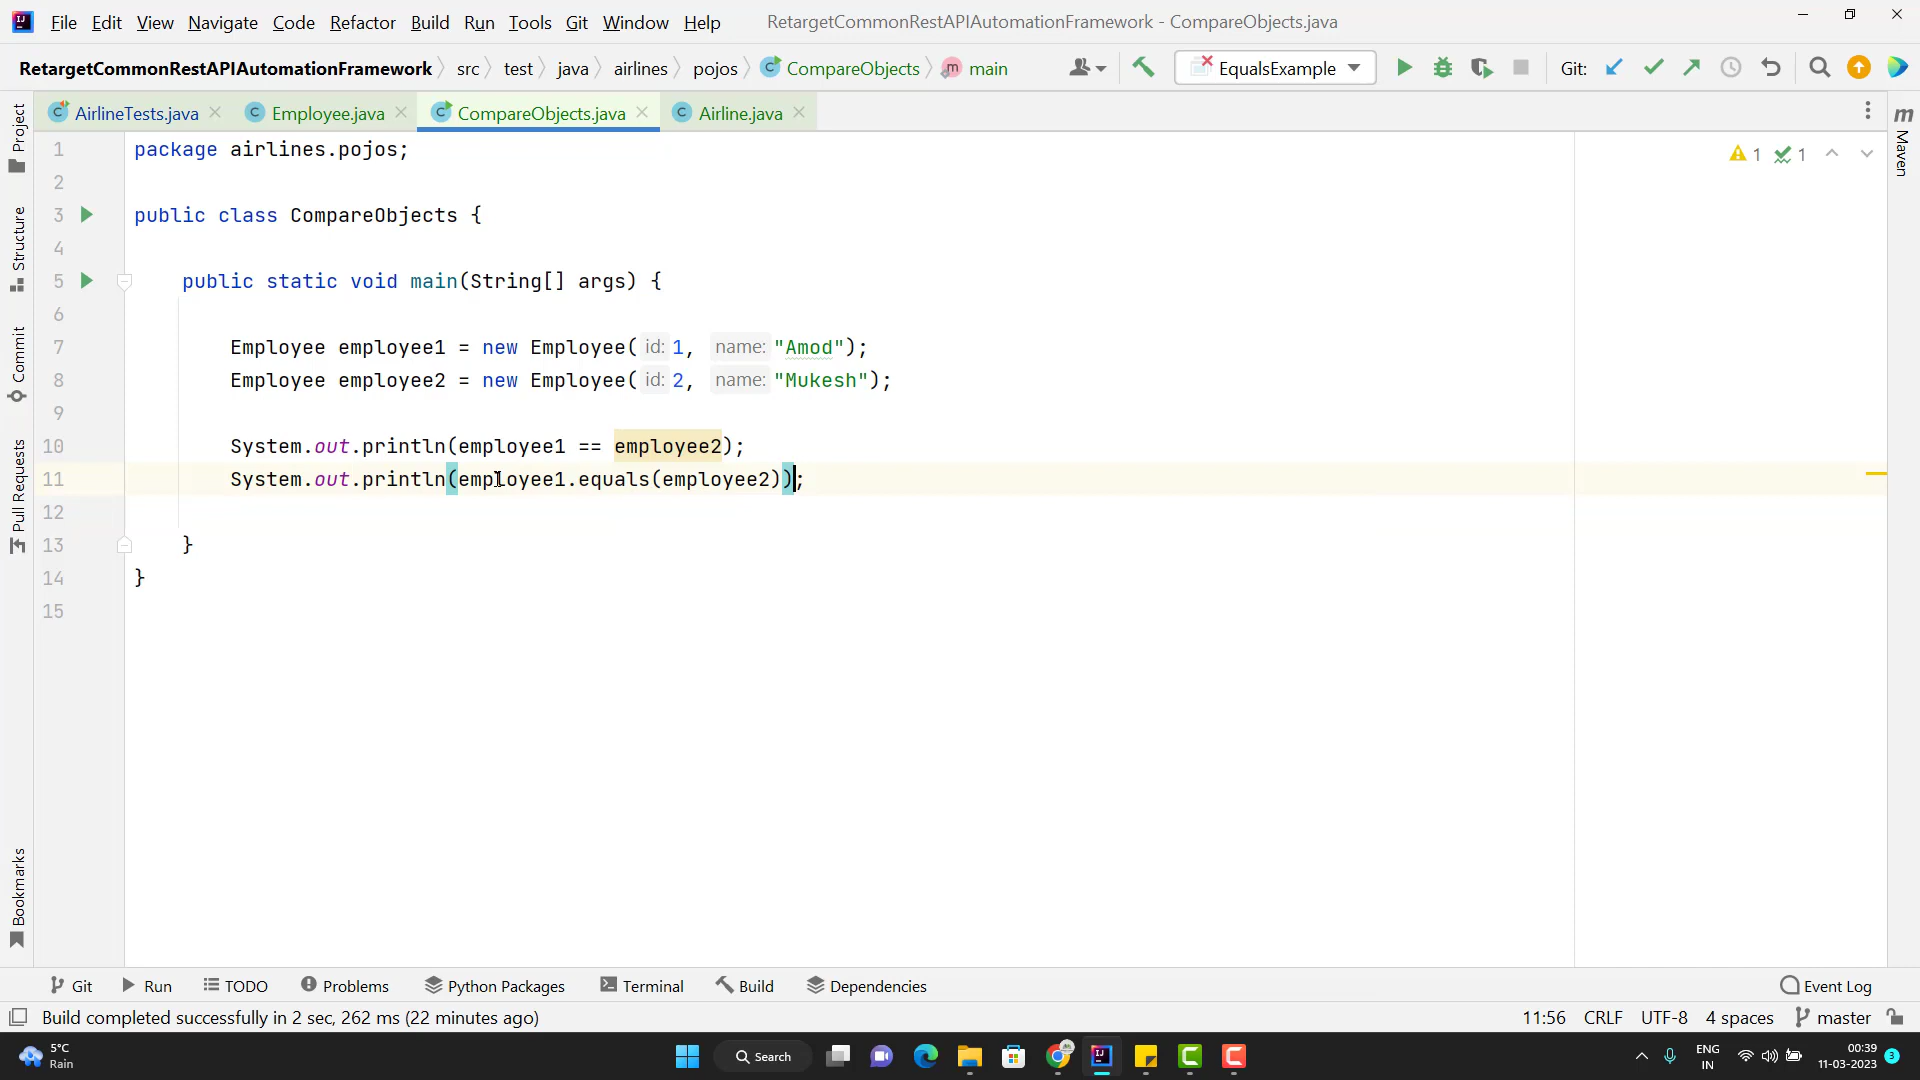 File Edit View Navigate Code Refactor Build Run Tools Git Window Help RetargetCommonRestAPIAutomationFramework - CompareObjects.java
RetargetCommonRestAPIAutomationFramework src test java airlines pojos CompareObjects main EqualsExample Git:
AirlineTests.java Employee.java CompareObjects.java Airline.java
1 package airlines.pojos;
2
3 public class CompareObjects {
4
5 public static void main(String[] args) {
6
7 Employee employee1 = new Employee( id: 1, name: "Amod");
8 Employee employee2 = new Employee( id: 2, name: "Mukesh");
9
10 System.out.println(employee1 == employee2);
11 System.out.println(employee1.equals(employee2));
12
13 }
14 }
15
1 1
Project
Structure
Commit
Pull Requests
Bookmarks
m Maven
Git Run TODO Problems Python Packages Terminal Build Dependencies Event Log
Build completed successfully in 2 sec, 262 ms (22 minutes ago) 11:56 CRLF UTF-8 4 spaces master
5°C
Rain
Search
ENG
IN
00:39
11-03-2023
3